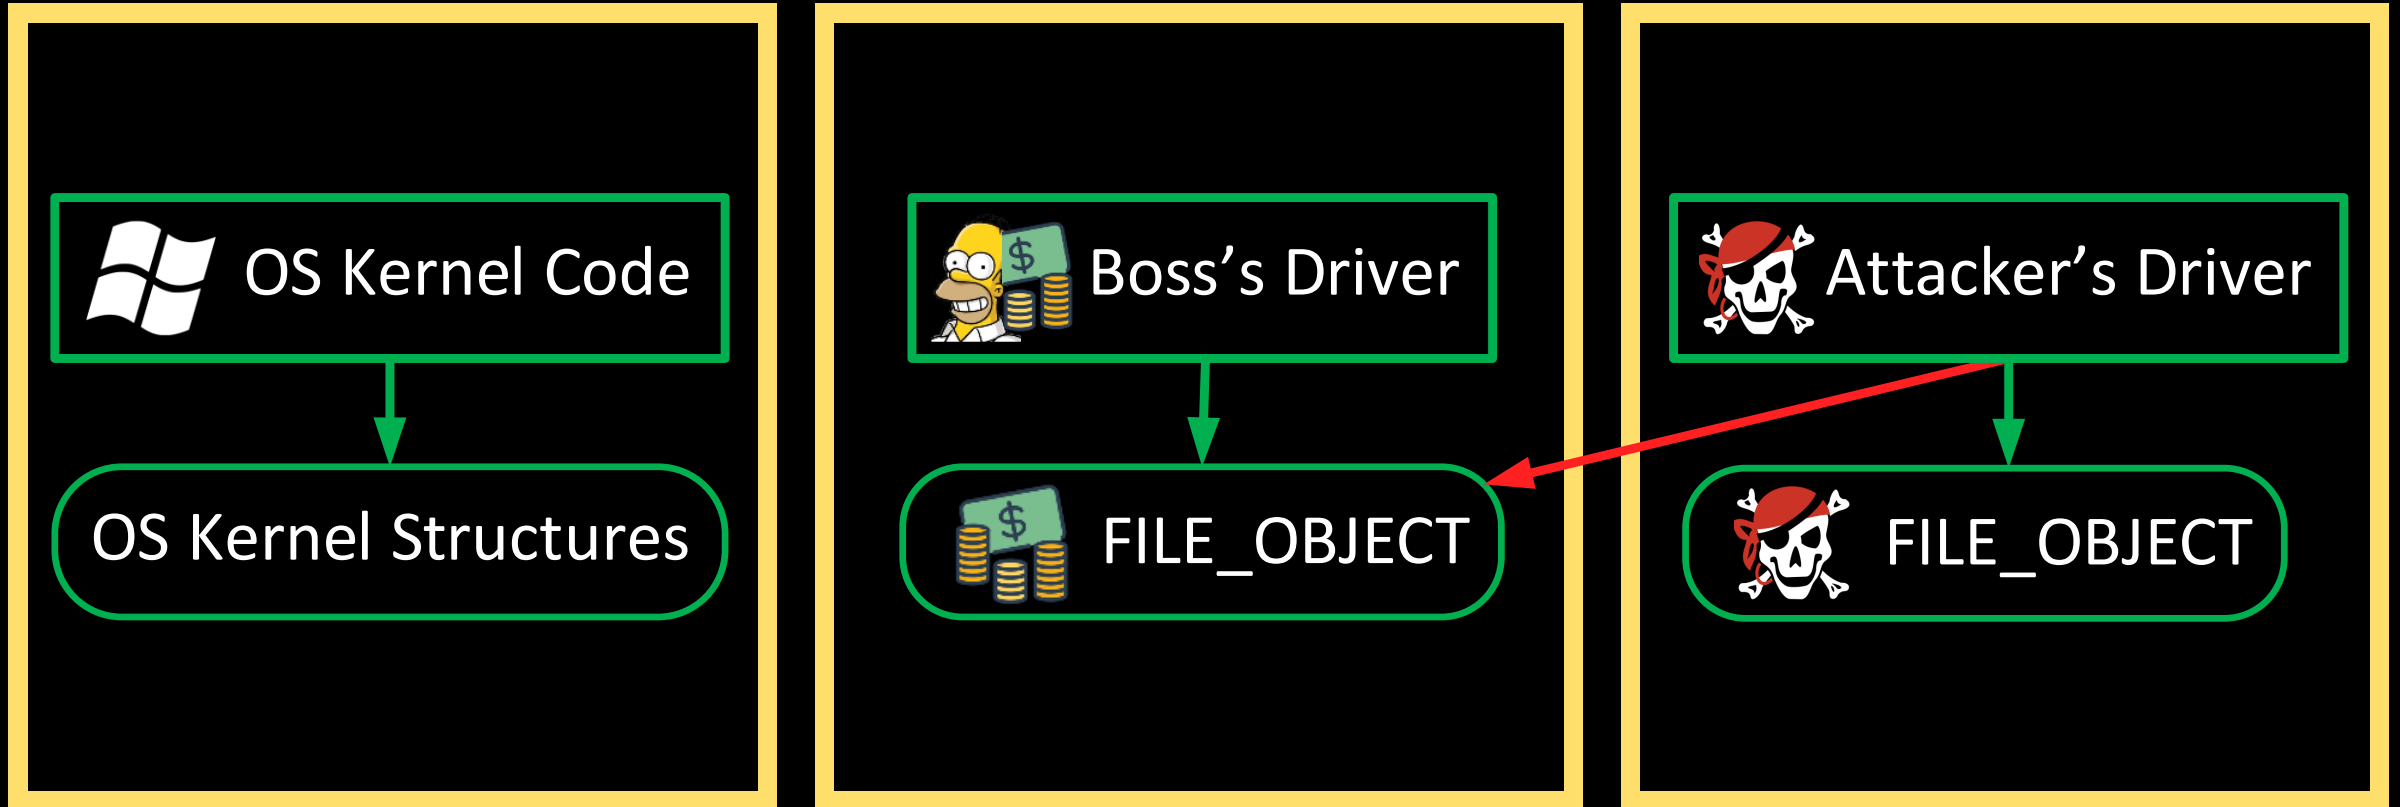 OS Kernel Code
Boss’s Driver
Attacker’s Driver
OS Kernel Structures
$ FILE_OBJECT
FILE_OBJECT